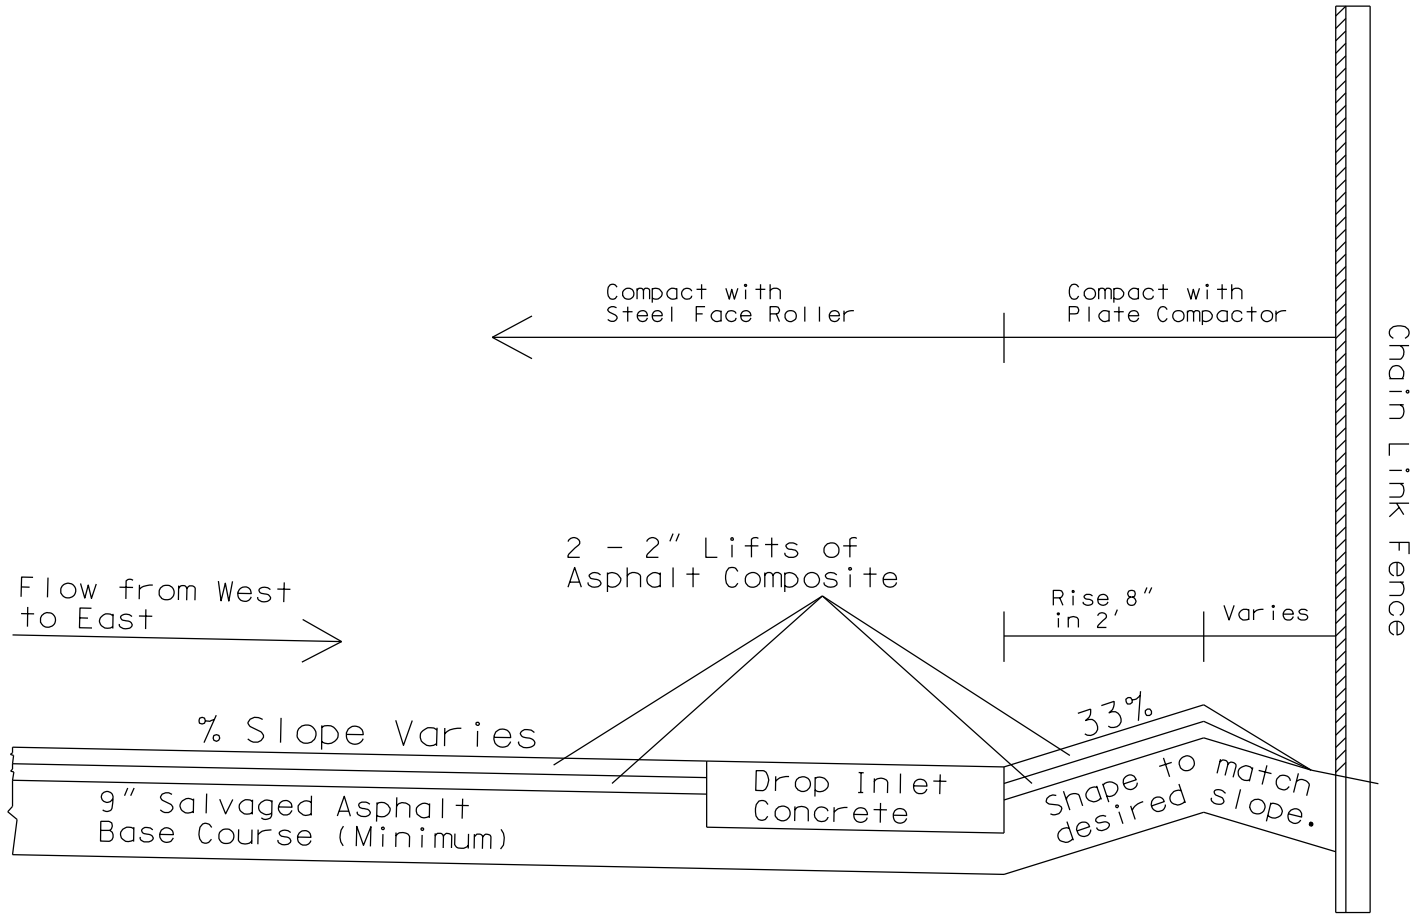 Compact with
Steel Face Roller
Compact with
Plate Compactor
Chain Link Fence
2 - 2" Lifts of
Asphalt Composite
Flow from West
to East
Rise 8"
in 2'
Varies
% Slope Varies
33%
9" Salvaged Asphalt
Base Course (Minimum)
Drop Inlet
Concrete
Shape to match
desired slope.